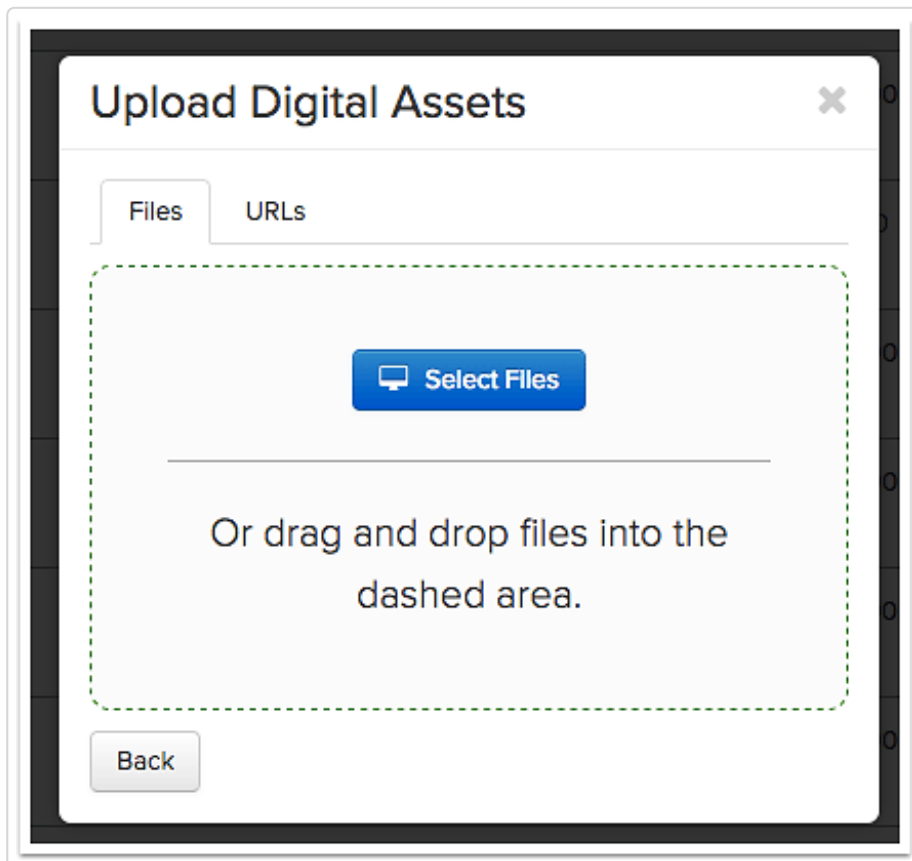 Upload Digital Assets
Files
URLs
Select Files
Or drag and drop files into the
dashed area.
Back